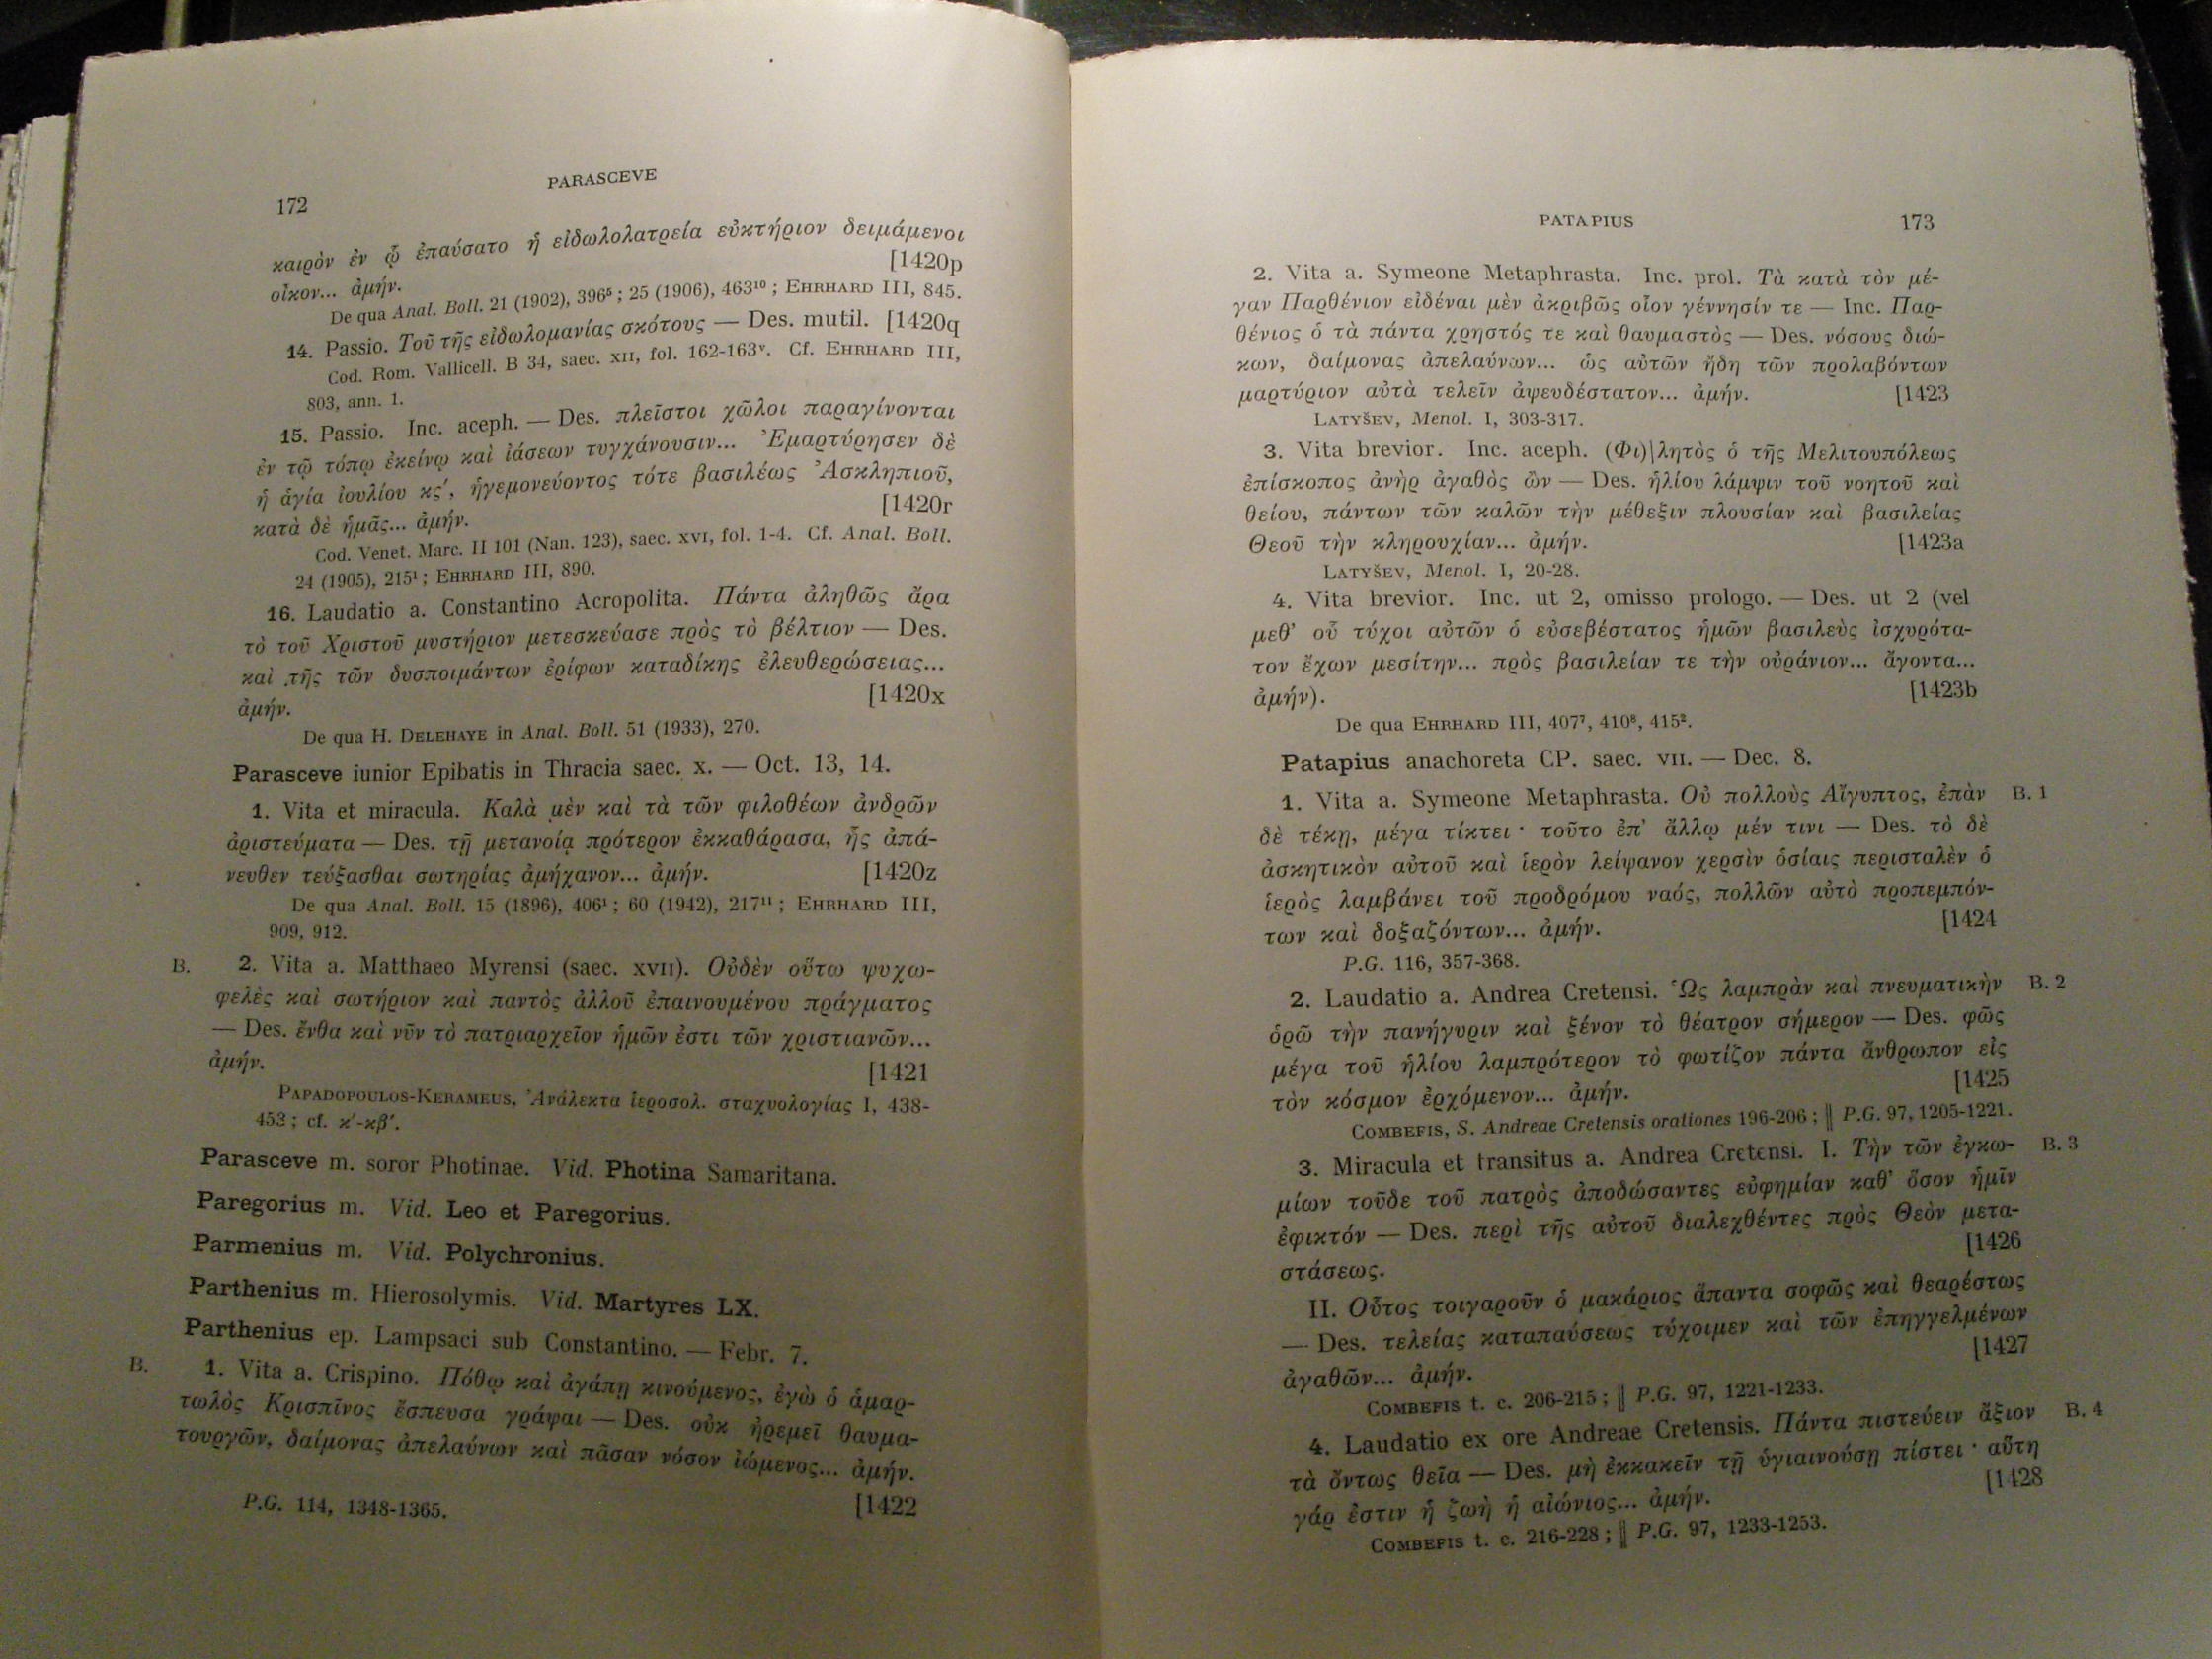 PARASCEVE
172
καιρὸν ἐν ᾧ ἐπαύσατο ἡ εἰδωλολατρεία εὐκτήριον δειμάμενοι
οἶκον... ἀμήν. [1420p
De qua Anal. Boll. 21 (1902), 396⁵ ; 25 (1906), 463¹⁰ ; EHRHARD III, 845.
14. Passio. Τοῦ τῆς εἰδωλομανίας σκότους — Des. mutil. [1420q
Cod. Rom. Vallicell. B 34, saec. XII, fol. 162-163ᵛ. Cf. EHRHARD III,
803, ann. 1.
15. Passio. Inc. aceph. — Des. πλεῖστοι χῶλοι παραγίνονται
ἐν τῷ τόπῳ ἐκείνῳ καὶ ἰάσεων τυγχάνουσιν... Ἐμαρτύρησεν δὲ
ἡ ἁγία ἰουλίου κϛʹ, ἡγεμονεύοντος τότε βασιλέως Ἀσκληπιοῦ,
κατὰ δὲ ἡμᾶς... ἀμήν. [1420r
Cod. Venet. Marc. II 101 (Nan. 123), saec. XVI, fol. 1-4. Cf. Anal. Boll.
24 (1905), 215¹ ; EHRHARD III, 890.
16. Laudatio a. Constantino Acropolita. Πάντα ἀληθῶς ἄρα
τὸ τοῦ Χριστοῦ μυστήριον μετεσκεύασε πρὸς τὸ βέλτιον — Des.
καὶ τῆς τῶν δυσποιμάντων ἐρίφων καταδίκης ἐλευθερώσειας...
ἀμήν. [1420x
De qua H. DELEHAYE in Anal. Boll. 51 (1933), 270.
Parasceve iunior Epibatis in Thracia saec. X. — Oct. 13, 14.
1. Vita et miracula. Καλὰ μὲν καὶ τὰ τῶν φιλοθέων ἀνδρῶν
ἀριστεύματα — Des. τῇ μετανοίᾳ πρότερον ἐκκαθάρασα, ἧς ἀπά-
νευθεν τεύξασθαι σωτηρίας ἀμήχανον... ἀμήν. [1420z
De qua Anal. Boll. 15 (1896), 406¹ ; 60 (1942), 217¹¹ ; EHRHARD III,
909, 912.
B. 2. Vita a. Matthaeo Myrensi (saec. XVII). Οὐδὲν οὕτω ψυχω-
φελὲς καὶ σωτήριον καὶ παντὸς ἀλλοῦ ἐπαινουμένου πράγματος
— Des. ἔνθα καὶ νῦν τὸ πατριαρχεῖον ἡμῶν ἐστι τῶν χριστιανῶν...
ἀμήν. [1421
PAPADOPOULOS-KERAMEUS, Ἀνάλεκτα ἱεροσολ. σταχυολογίας I, 438-
453 ; cf. κʹ-κβʹ.
Parasceve m. soror Photinae. Vid. Photina Samaritana.
Paregorius m. Vid. Leo et Paregorius.
Parmenius m. Vid. Polychronius.
Parthenius m. Hierosolymis. Vid. Martyres LX.
Parthenius ep. Lampsaci sub Constantino. — Febr. 7.
B. 1. Vita a. Crispino. Πόθῳ καὶ ἀγάπῃ κινούμενος, ἐγὼ ὁ ἁμαρ-
τωλὸς Κρισπῖνος ἔσπευσα γράψαι — Des. οὐκ ἠρεμεῖ θαυμα-
τουργῶν, δαίμονας ἀπελαύνων καὶ πᾶσαν νόσον ἰώμενος... ἀμήν.
P.G. 114, 1348-1365. [1422
PATAPIUS 173
2. Vita a. Symeone Metaphrasta. Inc. prol. Τὰ κατὰ τὸν μέ-
γαν Παρθένιον εἰδέναι μὲν ἀκριβῶς οἷον γέννησίν τε — Inc. Παρ-
θένιος ὁ τὰ πάντα χρηστός τε καὶ θαυμαστὸς — Des. νόσους διώ-
κων, δαίμονας ἀπελαύνων... ὡς αὐτῶν ἤδη τῶν προλαβόντων
μαρτύριον αὐτὰ τελεῖν ἀψευδέστατον... ἀμήν. [1423
LATYŠEV, Menol. I, 303-317.
3. Vita brevior. Inc. aceph. (Φι)|λητὸς ὁ τῆς Μελιτουπόλεως
ἐπίσκοπος ἀνὴρ ἀγαθὸς ὢν — Des. ἡλίου λάμψιν τοῦ νοητοῦ καὶ
θείου, πάντων τῶν καλῶν τὴν μέθεξιν πλουσίαν καὶ βασιλείας
Θεοῦ τὴν κληρουχίαν... ἀμήν. [1423a
LATYŠEV, Menol. I, 20-28.
4. Vita brevior. Inc. ut 2, omisso prologo. — Des. ut 2 (vel
μεθ' οὗ τύχοι αὐτῶν ὁ εὐσεβέστατος ἡμῶν βασιλεὺς ἰσχυρότα-
τον ἔχων μεσίτην... πρὸς βασιλείαν τε τὴν οὐράνιον... ἄγοντα...
ἀμήν). [1423b
De qua EHRHARD III, 407⁷, 410⁸, 415².
Patapius anachoreta CP. saec. VII. — Dec. 8.
1. Vita a. Symeone Metaphrasta. Οὐ πολλοὺς Αἴγυπτος, ἐπὰν B. 1
δὲ τέκῃ, μέγα τίκτει · τοῦτο ἐπ' ἄλλῳ μέν τινι — Des. τὸ δὲ
ἀσκητικὸν αὐτοῦ καὶ ἱερὸν λείψανον χερσὶν ὁσίαις περισταλὲν ὁ
ἱερὸς λαμβάνει τοῦ προδρόμου ναός, πολλῶν αὐτὸ προπεμπόν-
των καὶ δοξαζόντων... ἀμήν. [1424
P.G. 116, 357-368.
2. Laudatio a. Andrea Cretensi. Ὡς λαμπρὰν καὶ πνευματικὴν B. 2
ὁρῶ τὴν πανήγυριν καὶ ξένον τὸ θέατρον σήμερον — Des. φῶς
μέγα τοῦ ἡλίου λαμπρότερον τὸ φωτίζον πάντα ἄνθρωπον εἰς
τὸν κόσμον ἐρχόμενον... ἀμήν. [1425
COMBEFIS, S. Andreae Cretensis orationes 196-206 ; || P.G. 97, 1205-1221.
3. Miracula et transitus a. Andrea Cretensi. I. Τὴν τῶν ἐγκω- B. 3
μίων τοῦδε τοῦ πατρὸς ἀποδώσαντες εὐφημίαν καθ' ὅσον ἡμῖν
ἐφικτόν — Des. περὶ τῆς αὐτοῦ διαλεχθέντες πρὸς Θεὸν μετα-
στάσεως. [1426
II. Οὗτος τοιγαροῦν ὁ μακάριος ἅπαντα σοφῶς καὶ θεαρέστως
— Des. τελείας καταπαύσεως τύχοιμεν καὶ τῶν ἐπηγγελμένων
ἀγαθῶν... ἀμήν. [1427
COMBEFIS t. c. 206-215 ; || P.G. 97, 1221-1233.
4. Laudatio ex ore Andreae Cretensis. Πάντα πιστεύειν ἄξιον B. 4
τὰ ὄντως θεῖα — Des. μὴ ἐκκακεῖν τῇ ὑγιαινούσῃ πίστει · αὕτη
γάρ ἐστιν ἡ ζωὴ ἡ αἰώνιος... ἀμήν. [1428
COMBEFIS t. c. 216-228 ; || P.G. 97, 1233-1253.